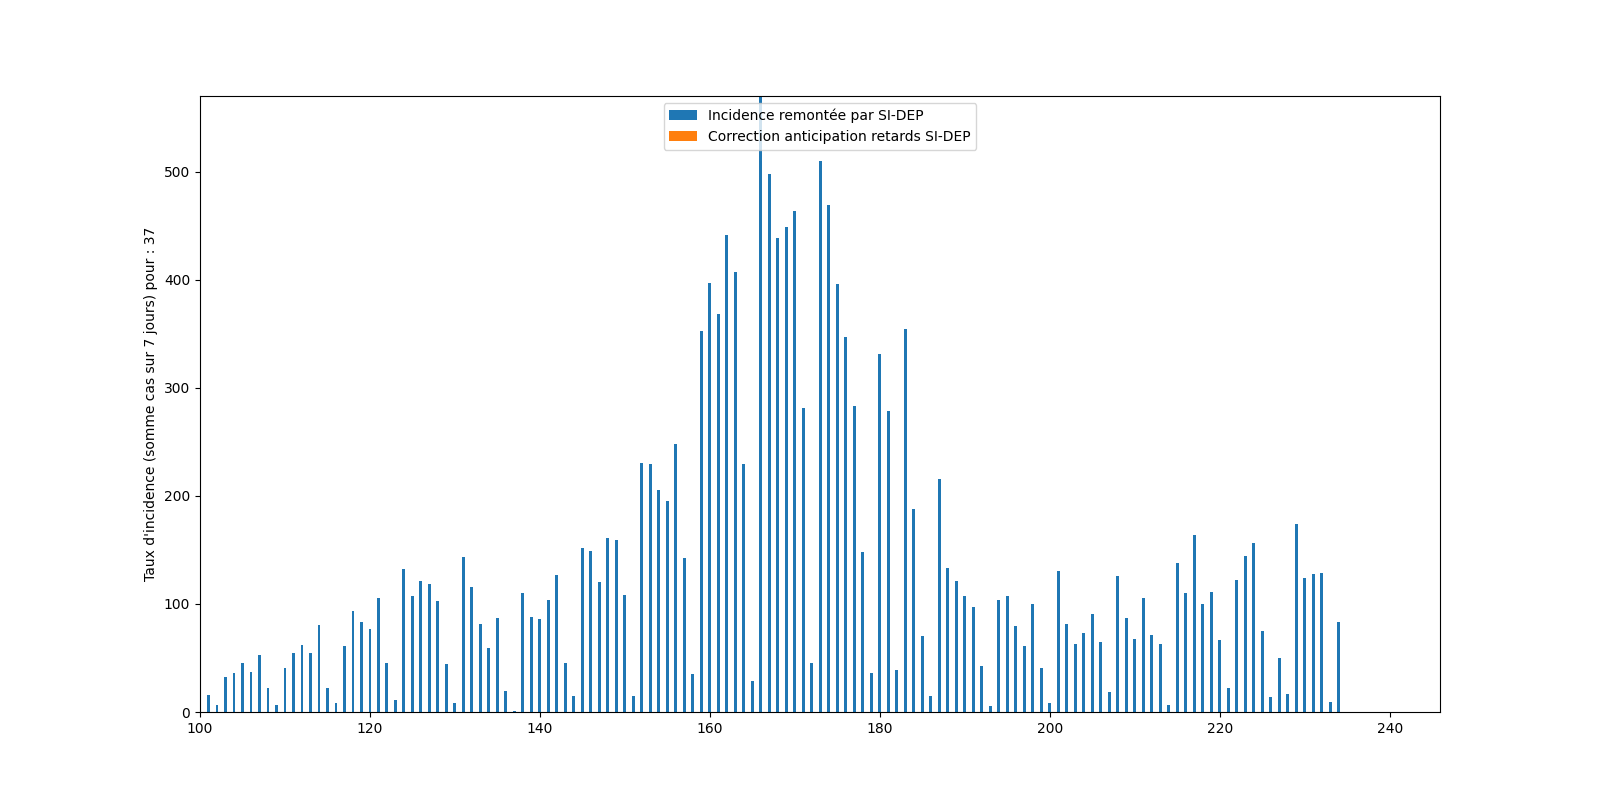 Incidence remontée par SI-DEP
Correction anticipation retards SI-DEP
Taux d'incidence (somme cas sur 7 jours) pour : 37
500
400
300
200
100
0
100 120 140 160 180 200 220 240